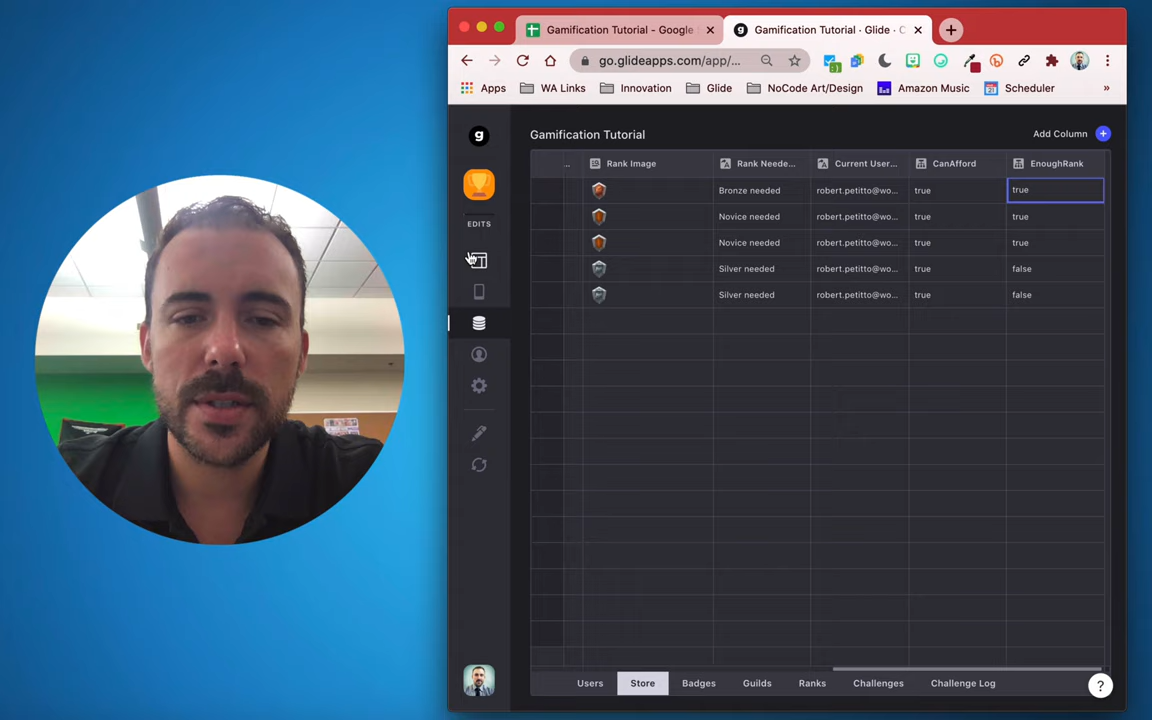 Gamification Tutorial - Google
Gamification Tutorial · Glide · C
go.glideapps.com/app/...
Apps
WA Links
Innovation
Glide
NoCode Art/Design
Amazon Music
Scheduler
»
g
Gamification Tutorial
Add Column
EDITS
...
Rank Image
Rank Neede...
Current User...
CanAfford
EnoughRank
Bronze needed
robert.petitto@wo...
true
true
Novice needed
robert.petitto@wo...
true
true
Novice needed
robert.petitto@wo...
true
true
Silver needed
robert.petitto@wo...
true
false
Silver needed
robert.petitto@wo...
true
false
Users
Store
Badges
Guilds
Ranks
Challenges
Challenge Log
?